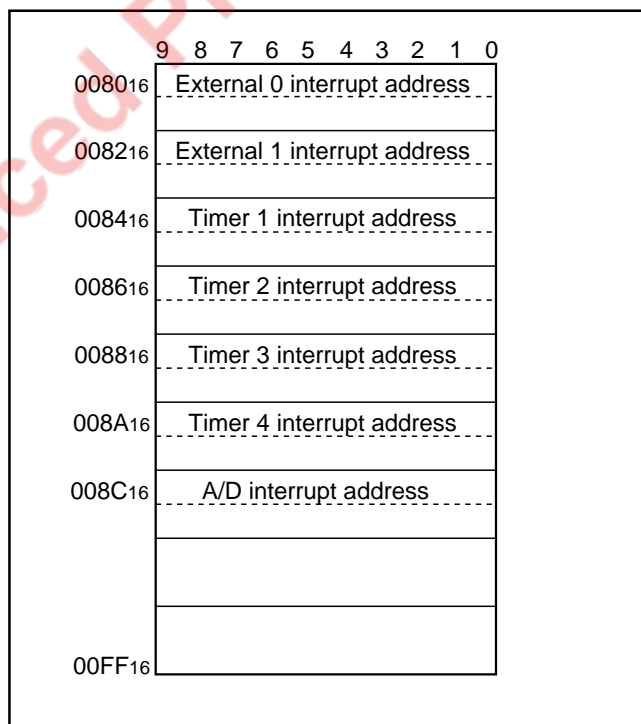 9 8 7 6 5 4 3 2 1 0
008016 External 0 interrupt address
008216 External 1 interrupt address
008416 Timer 1 interrupt address
008616 Timer 2 interrupt address
008816 Timer 3 interrupt address
008A16 Timer 4 interrupt address
008C16 A/D interrupt address
00FF16